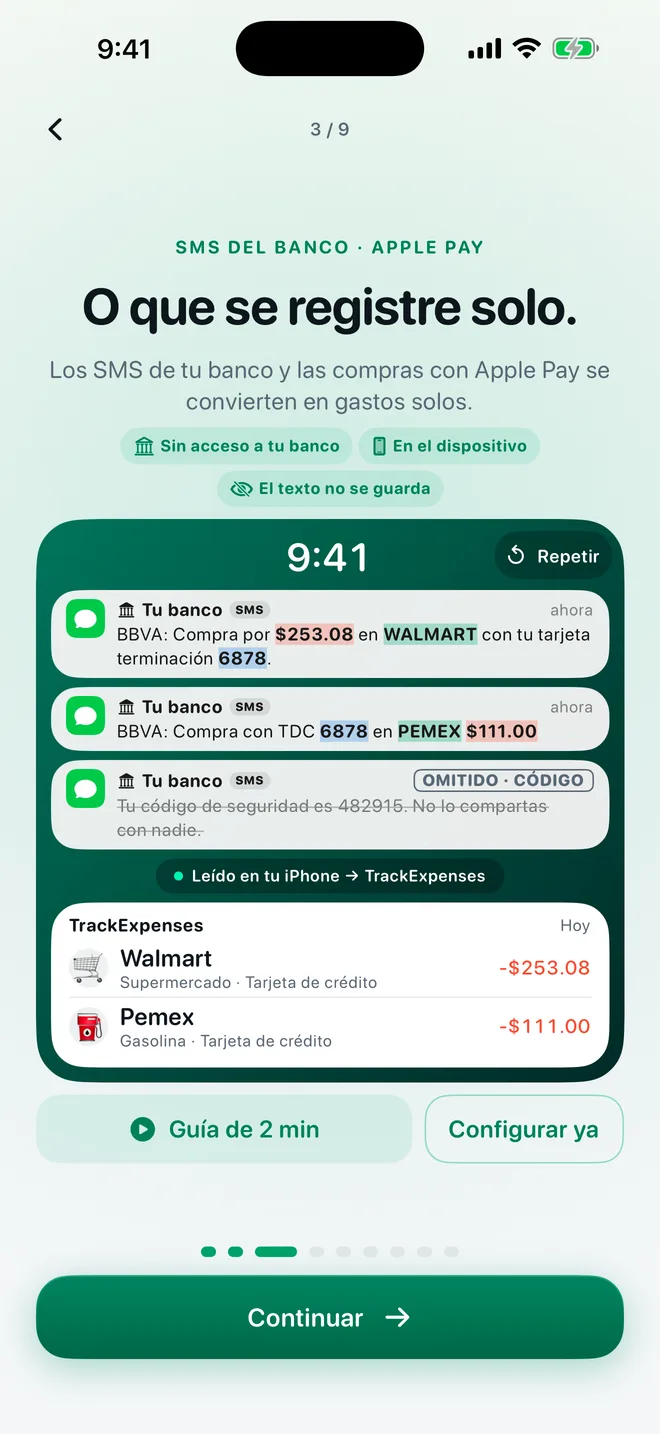 9:41
3 / 9
SMS DEL BANCO · APPLE PAY
O que se registre solo.
Los SMS de tu banco y las compras con Apple Pay se
convierten en gastos solos.
Sin acceso a tu banco
En el dispositivo
El texto no se guarda
9:41
Repetir
Tu banco SMS ahora
BBVA: Compra por $253.08 en WALMART con tu tarjeta
terminación 6878.
Tu banco SMS ahora
BBVA: Compra con TDC 6878 en PEMEX $111.00
Tu banco SMS OMITIDO · CÓDIGO
Tu código de seguridad es 482915. No lo compartas
con nadie.
Leído en tu iPhone → TrackExpenses
TrackExpenses Hoy
Walmart
Supermercado · Tarjeta de crédito
-$253.08
Pemex
Gasolina · Tarjeta de crédito
-$111.00
Guía de 2 min
Configurar ya
Continuar →